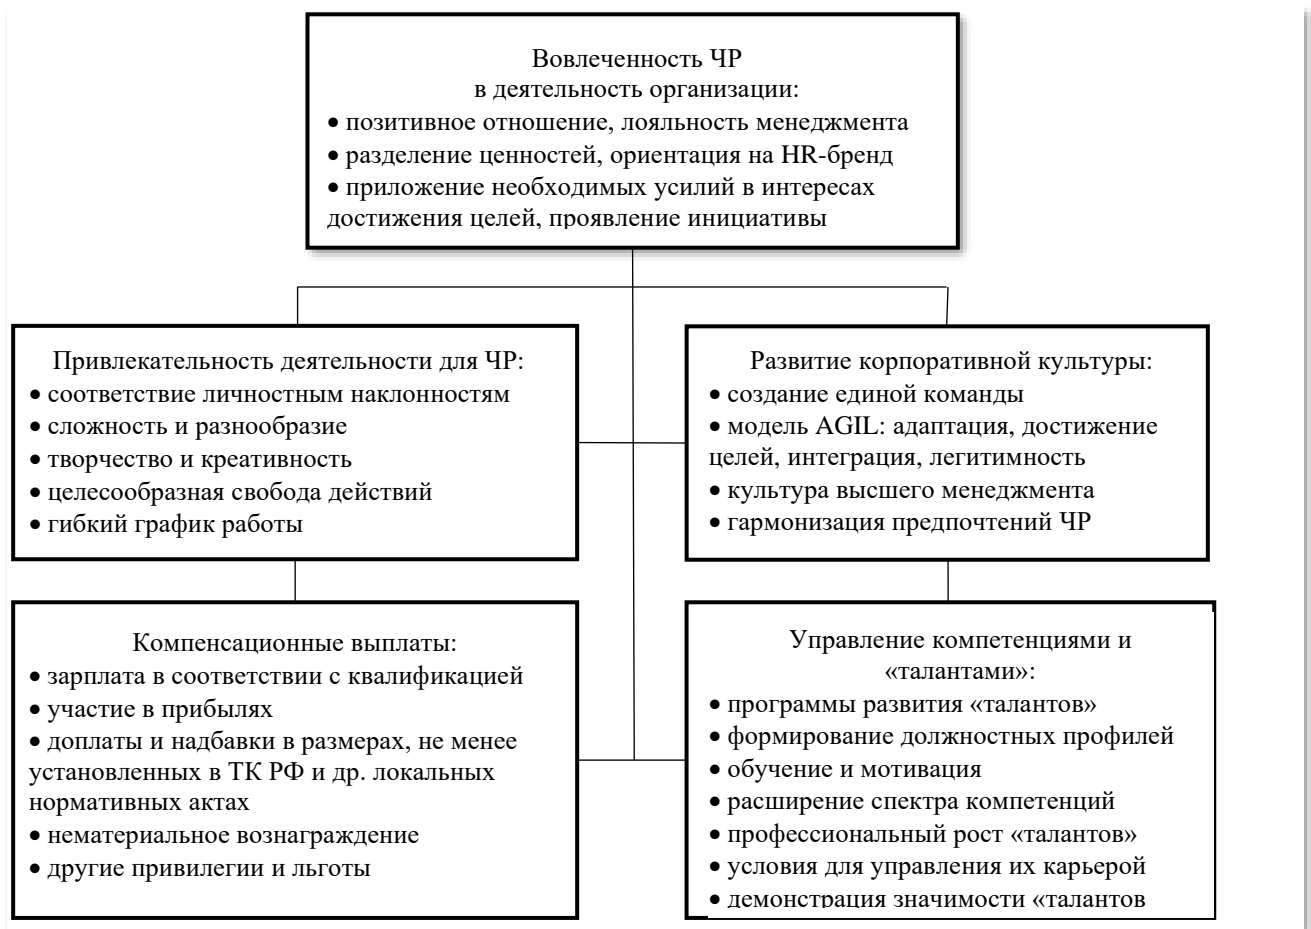 Вовлеченность ЧР
в деятельность организации:
• позитивное отношение, лояльность менеджмента
• разделение ценностей, ориентация на HR-бренд
• приложение необходимых усилий в интересах
достижения целей, проявление инициативы
Привлекательность деятельности для ЧР:
• соответствие личностным наклонностям
• сложность и разнообразие
• творчество и креативность
• целесообразная свобода действий
• гибкий график работы
Развитие корпоративной культуры:
• создание единой команды
• модель AGIL: адаптация, достижение
целей, интеграция, легитимность
• культура высшего менеджмента
• гармонизация предпочтений ЧР
Компенсационные выплаты:
• зарплата в соответствии с квалификацией
• участие в прибылях
• доплаты и надбавки в размерах, не менее
установленных в ТК РФ и др. локальных
нормативных актах
• нематериальное вознаграждение
• другие привилегии и льготы
Управление компетенциями и
«талантами»:
• программы развития «талантов»
• формирование должностных профилей
• обучение и мотивация
• расширение спектра компетенций
• профессиональный рост «талантов»
• условия для управления их карьерой
• демонстрация значимости «талантов